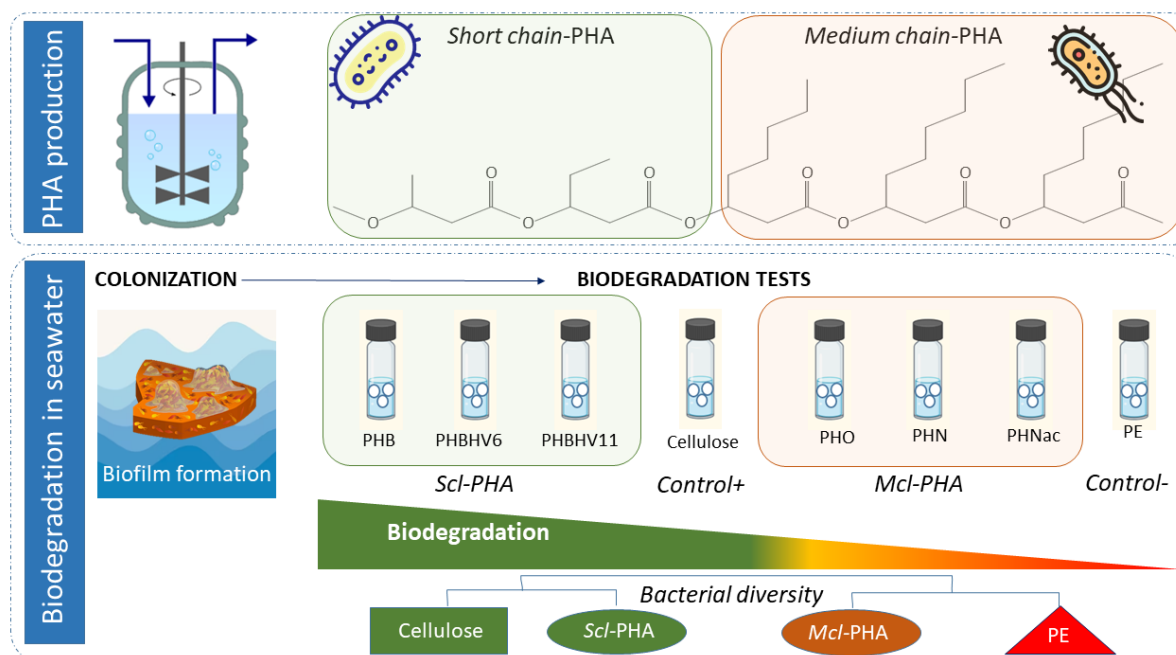 PHA production
Short chain-PHA
Medium chain-PHA
O
O
O
O
O
O
O
O
O
O
Biodegradation in seawater
COLONIZATION
BIODEGRADATION TESTS
Biofilm formation
PHB
PHBHV6
PHBHV11
Cellulose
PHO
PHN
PHNac
PE
Scl-PHA
Control+
Mcl-PHA
Control-
Biodegradation
Bacterial diversity
Cellulose
Scl-PHA
Mcl-PHA
PE